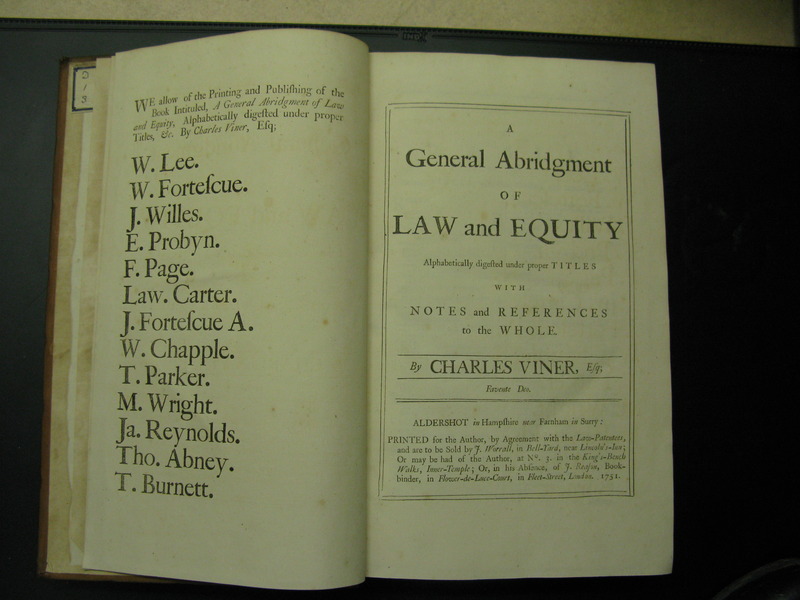 D
1
3
WE allow of the Printing and Publiſhing of the
Book Intituled, A General Abridgment of Law
and Equity, Alphabetically digeſted under proper
Titles, &c. By Charles Viner, Eſq;
W. Lee.
W. Forteſcue.
J. Willes.
E. Probyn.
F. Page.
Law. Carter.
J. Forteſcue A.
W. Chapple.
T. Parker.
M. Wright.
Ja. Reynolds.
Tho. Abney.
T. Burnett.
A
General Abridgment
OF
LAW and EQUITY
Alphabetically digeſted under proper TITLES
WITH
NOTES and REFERENCES
to the WHOLE.
By CHARLES VINER, Eſq;
Favente Deo.
ALDERSHOT in Hampſhire near Farnham in Surry:
PRINTED for the Author, by Agreement with the Law-Patentees,
and are to be Sold by J. Worrall, in Bell-Yard, near Lincoln's-Inn;
Or may be had of the Author, at Nº. 3. in the King's-Bench
Walks, Inner-Temple; Or, in his Abſence, of J. Reaſon, Book-
binder, in Flower-de-Luce-Court, in Fleet-Street, London. 1751.